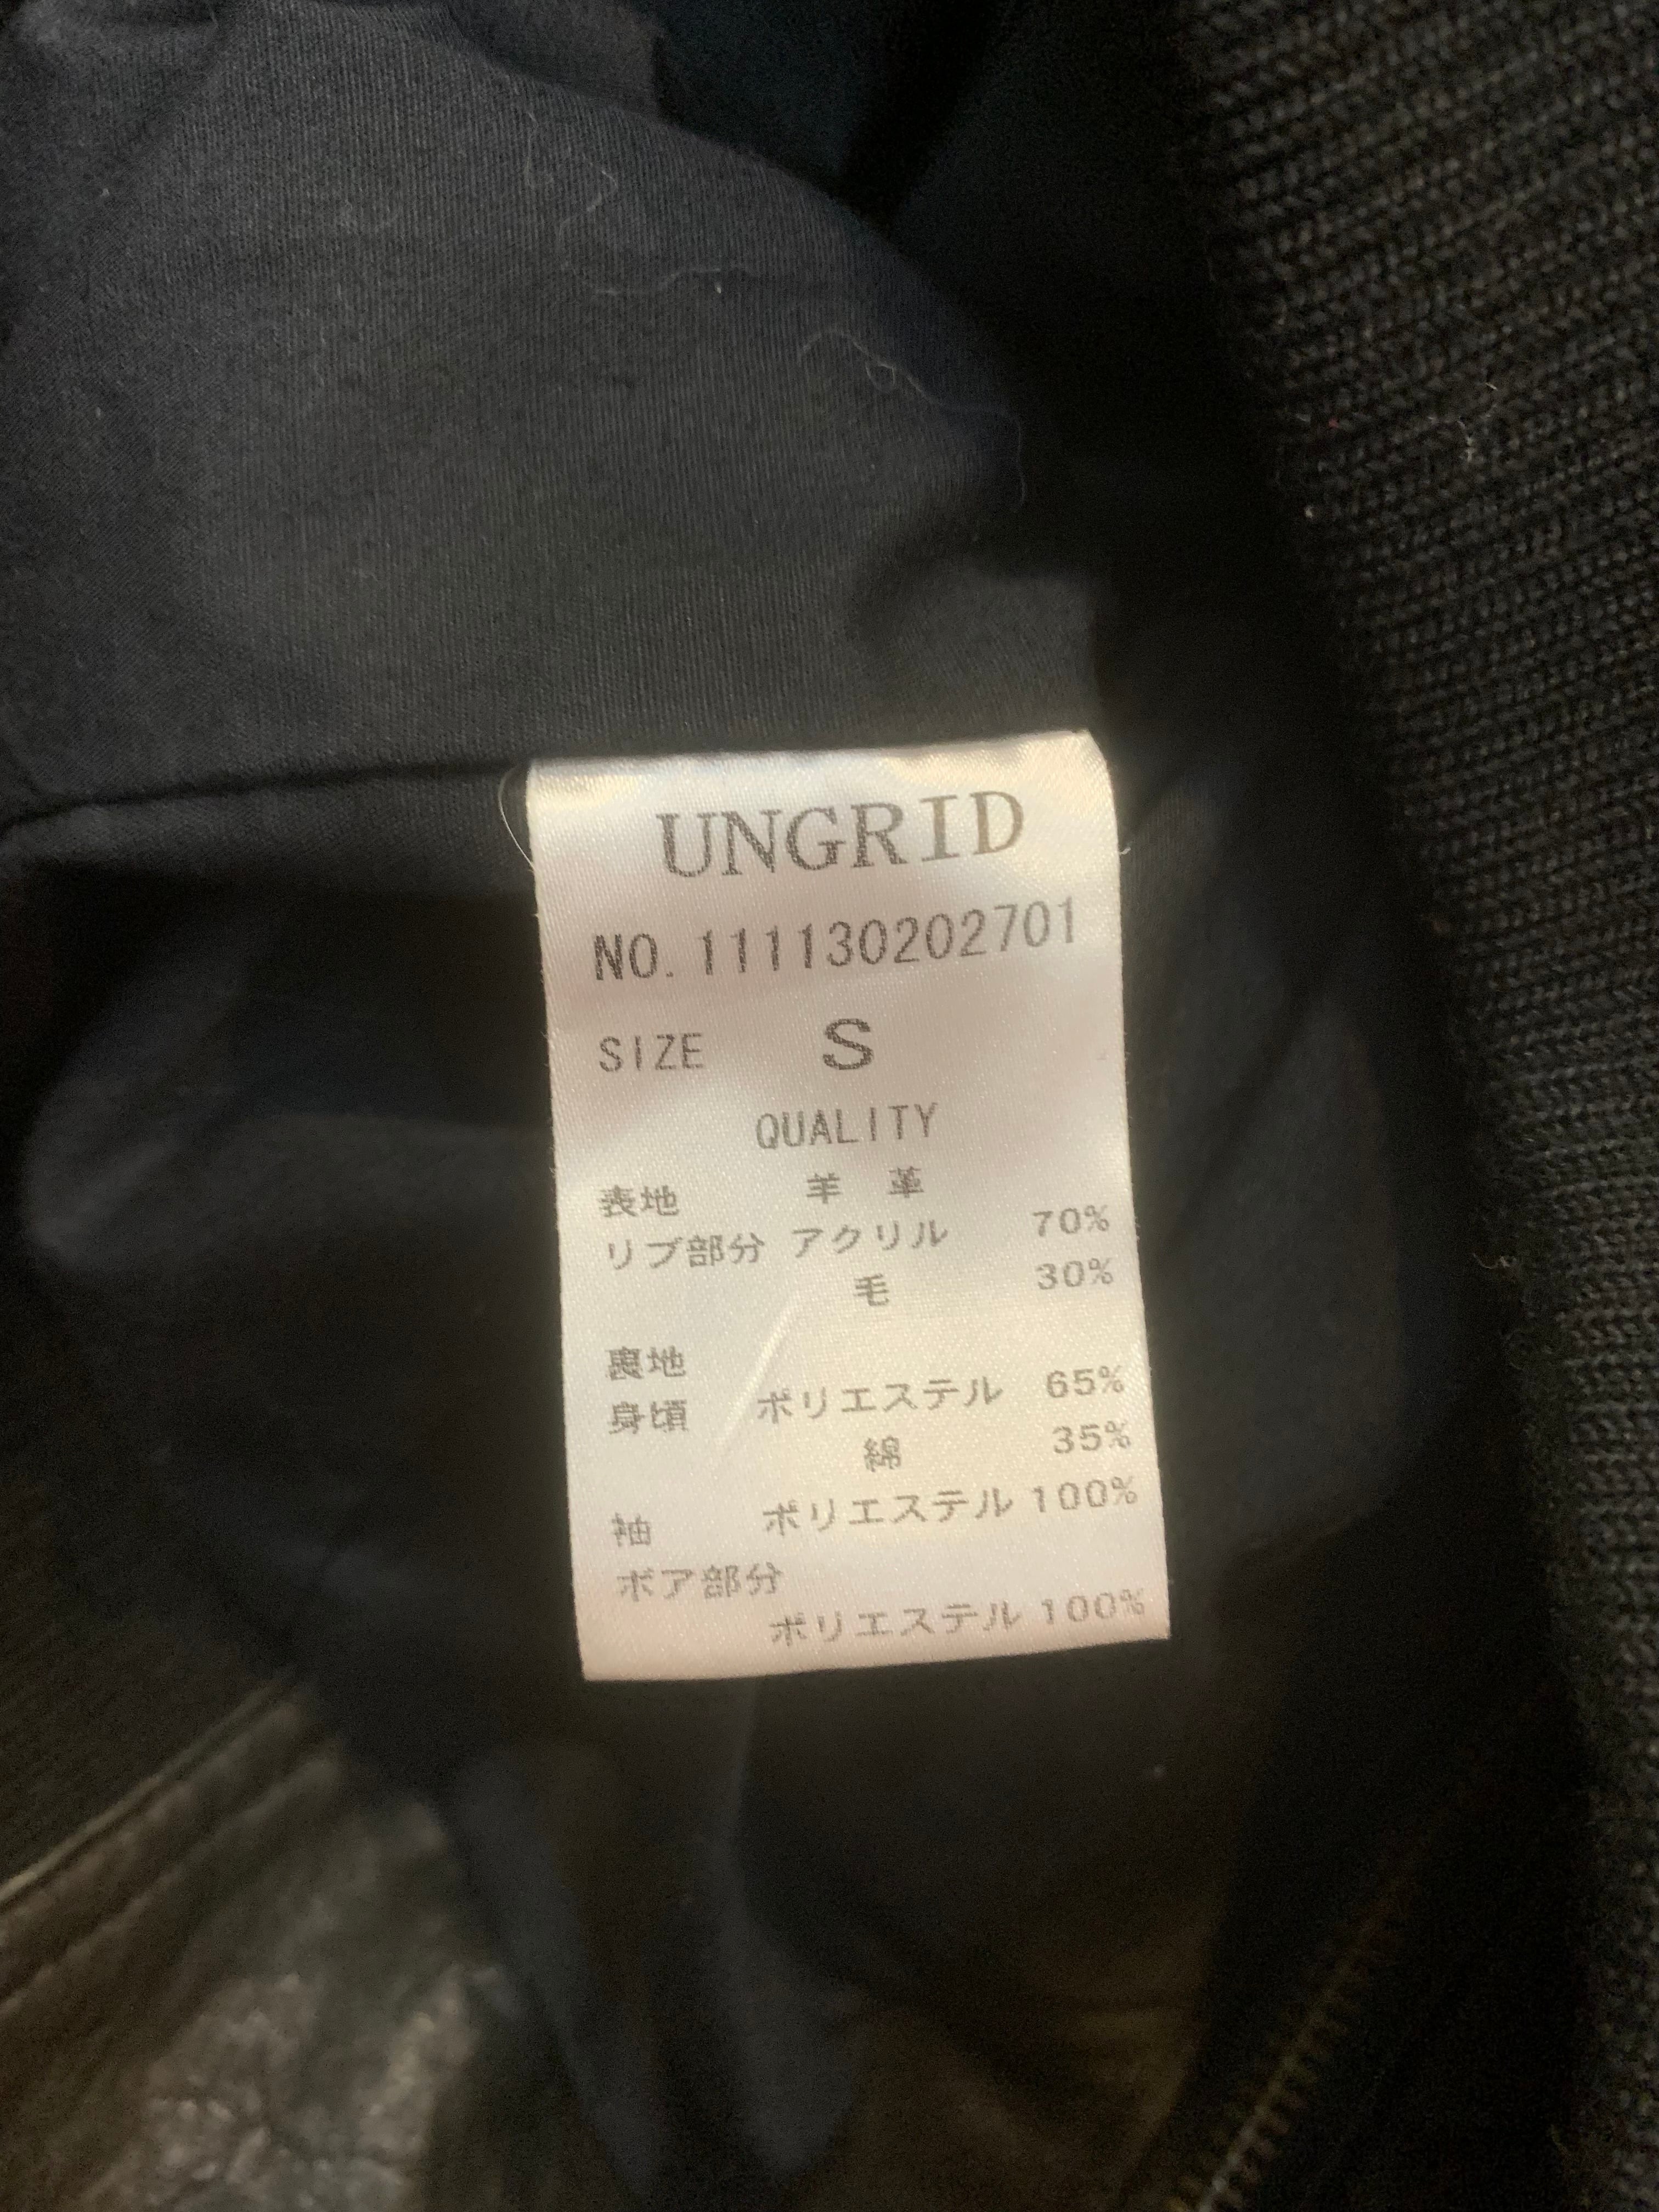 UNGRID
NO.111130202701
SIZE S
QUALITY
表地 羊 革
リブ部分 アクリル 70%
毛 30%
裏地
身頃 ポリエステル 65%
綿 35%
袖 ポリエステル 100%
ボア部分
ポリエステル 100%